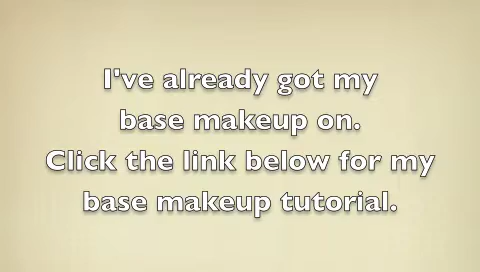 I've already got my
base makeup on.
Click the link below for my
base makeup tutorial.